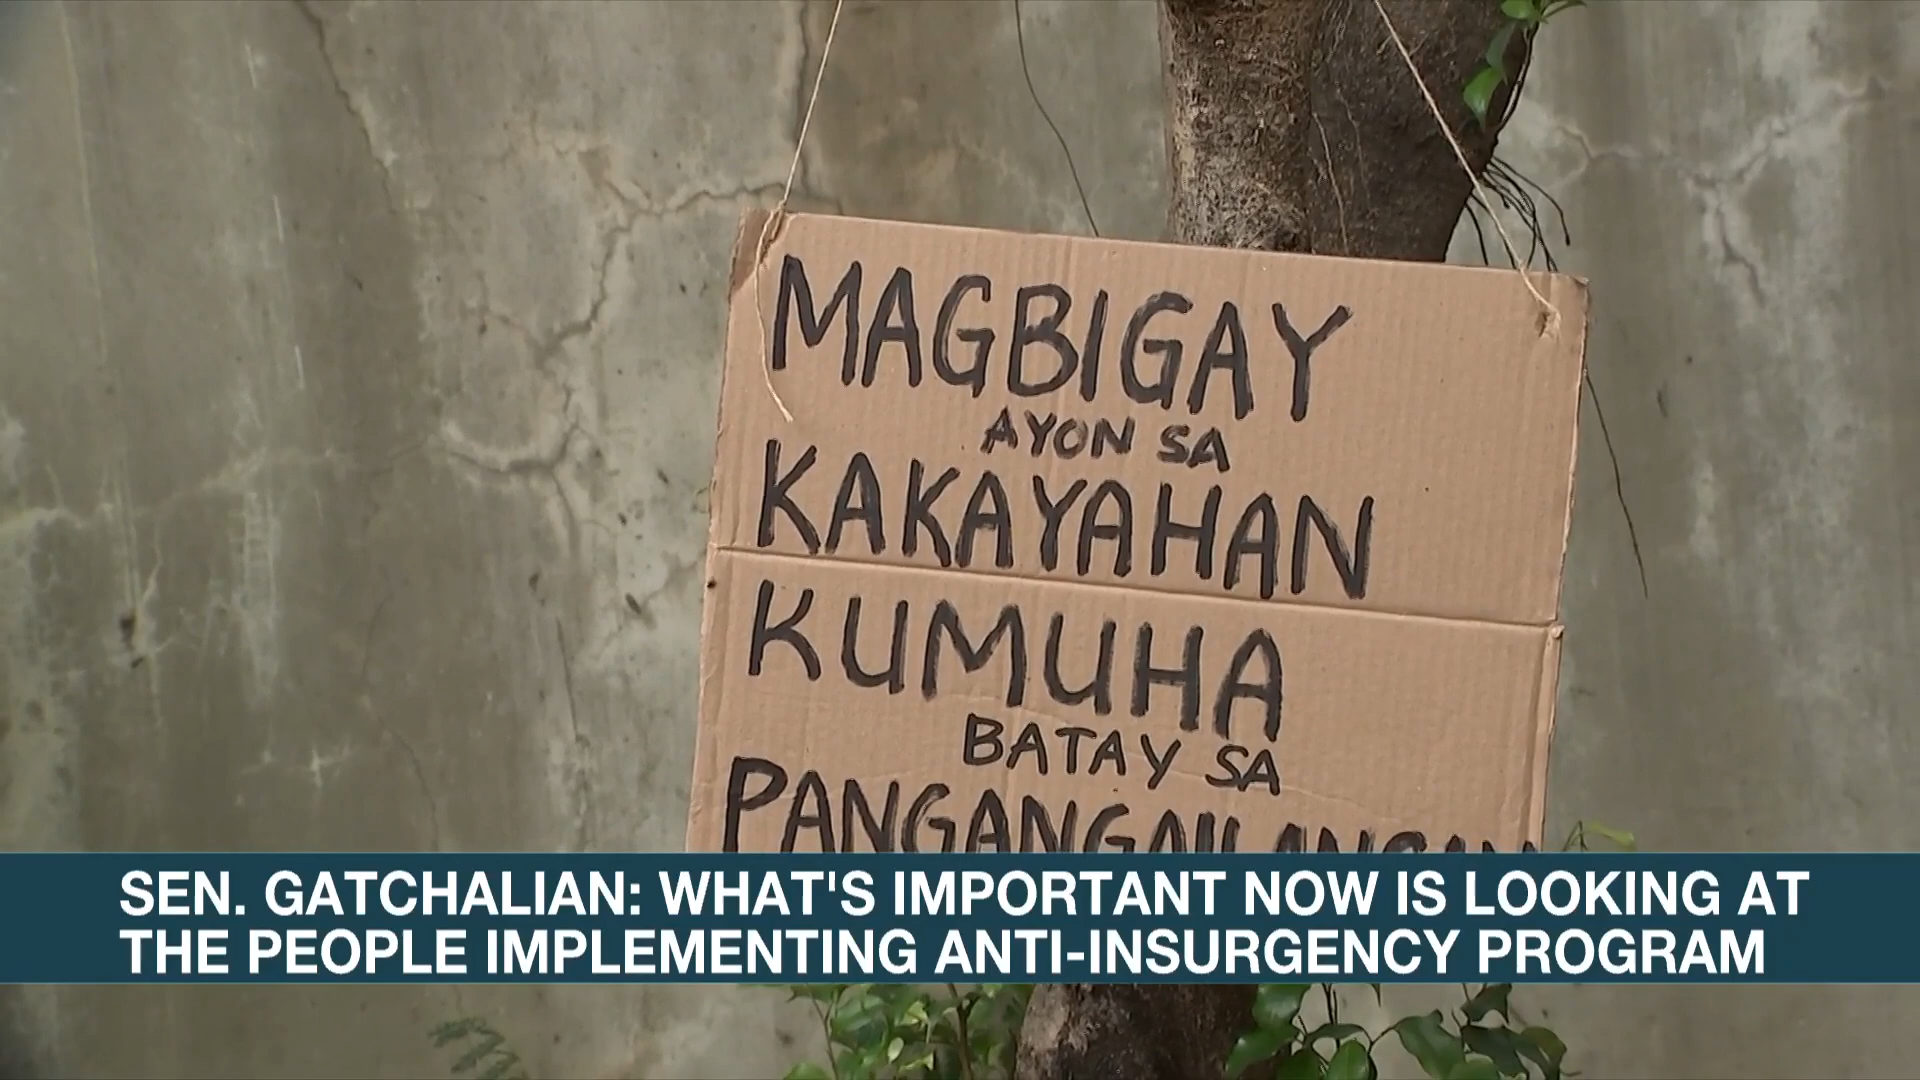 MAGBIGAY
AYON SA
KAKAYAHAN
KUMUHA
BATAY SA
PANGANGAILANGAN
SEN. GATCHALIAN: WHAT'S IMPORTANT NOW IS LOOKING AT
THE PEOPLE IMPLEMENTING ANTI-INSURGENCY PROGRAM